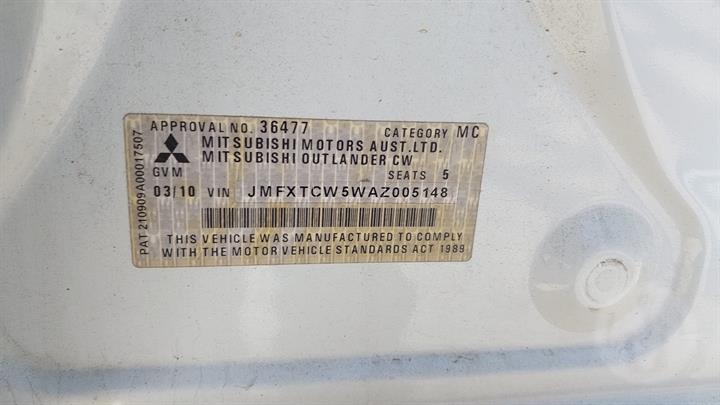 APPROVAL NO. 36477 CATEGORY MC
MITSUBISHI MOTORS AUST.LTD.
MITSUBISHI OUTLANDER CW
GVM SEATS 5
03/10 VIN JMFXTCW5WAZ005148
THIS VEHICLE WAS MANUFACTURED TO COMPLY
WITH THE MOTOR VEHICLE STANDARDS ACT 1989
PAT 210909A00017507